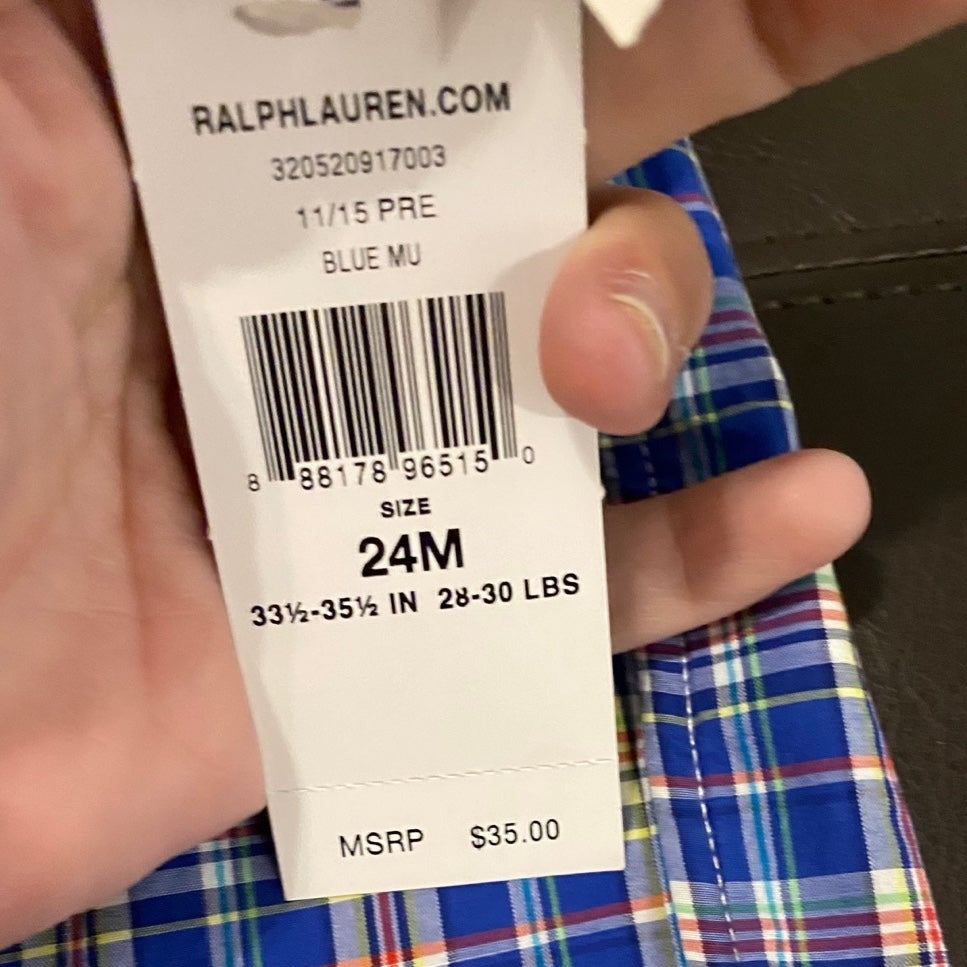 RALPHLAUREN.COM
320520917003
11/15 PRE
BLUE MU
8 88178 96515 0
SIZE
24M
33½-35½ IN 28-30 LBS
MSRP $35.00